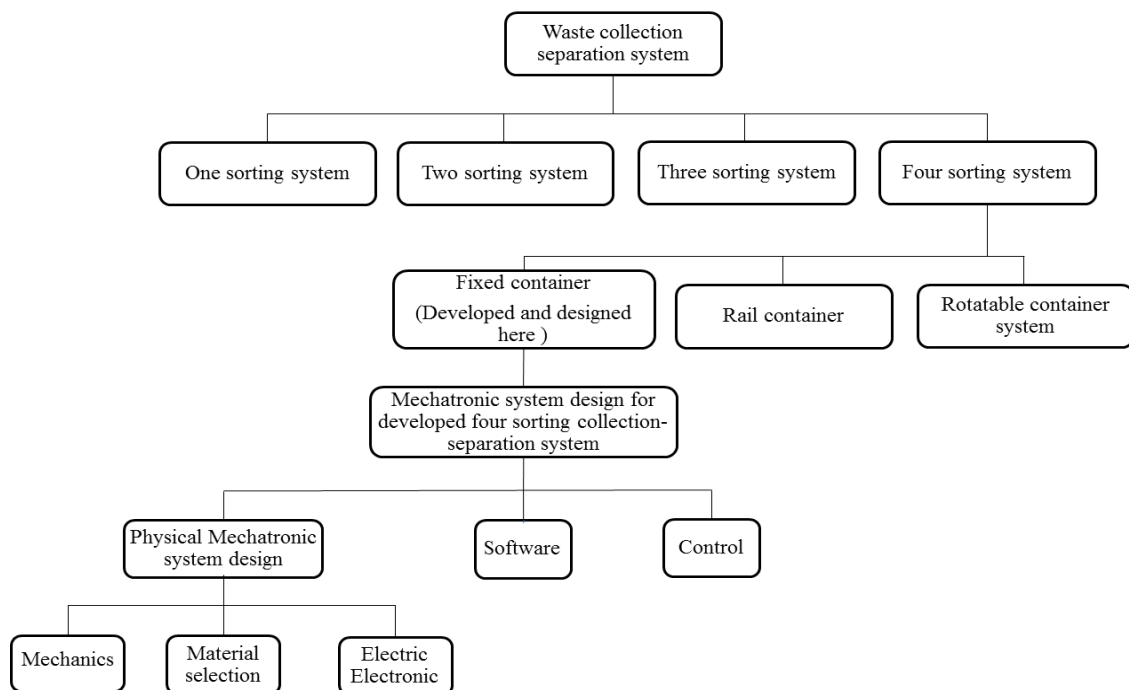 Waste collection
separation system
One sorting system
Two sorting system
Three sorting system
Four sorting system
Fixed container
(Developed and designed
here )
Rail container
Rotatable container
system
Mechatronic system design for
developed four sorting collection-
separation system
Physical Mechatronic
system design
Software
Control
Mechanics
Material
selection
Electric
Electronic